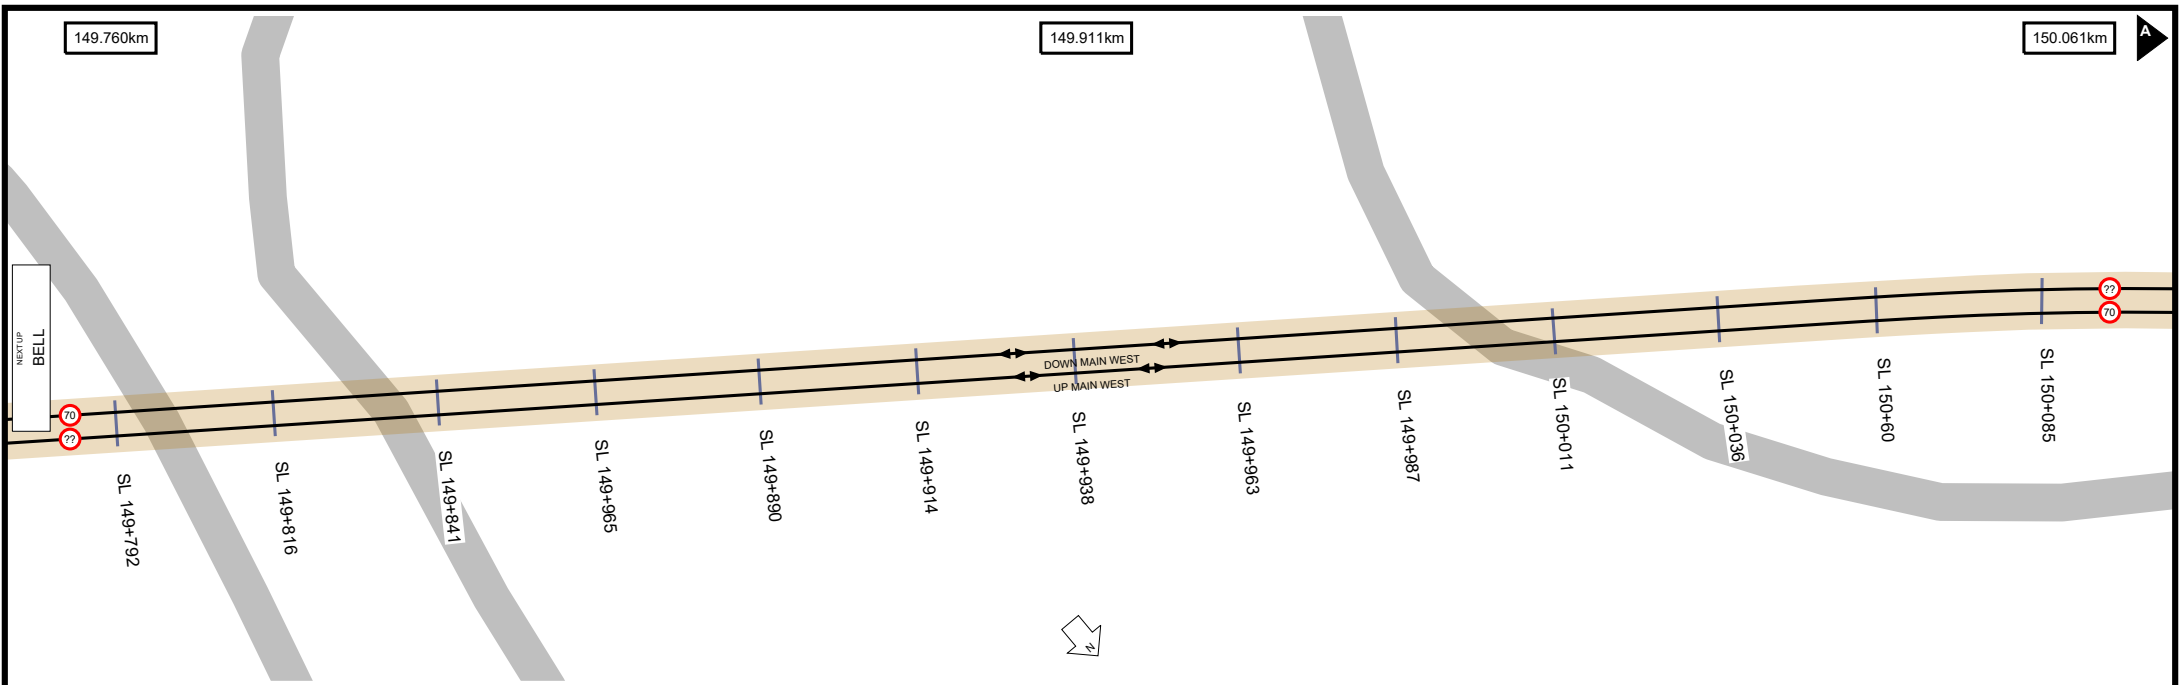 149.760km
149.911km
150.061km
A
NEXT UP
BELL
70
??
??
70
DOWN MAIN WEST
UP MAIN WEST
SL 149+792
SL 149+816
SL 149+841
SL 149+965
SL 149+890
SL 149+914
SL 149+938
SL 149+963
SL 149+987
SL 150+011
SL 150+036
SL 150+60
SL 150+085
N